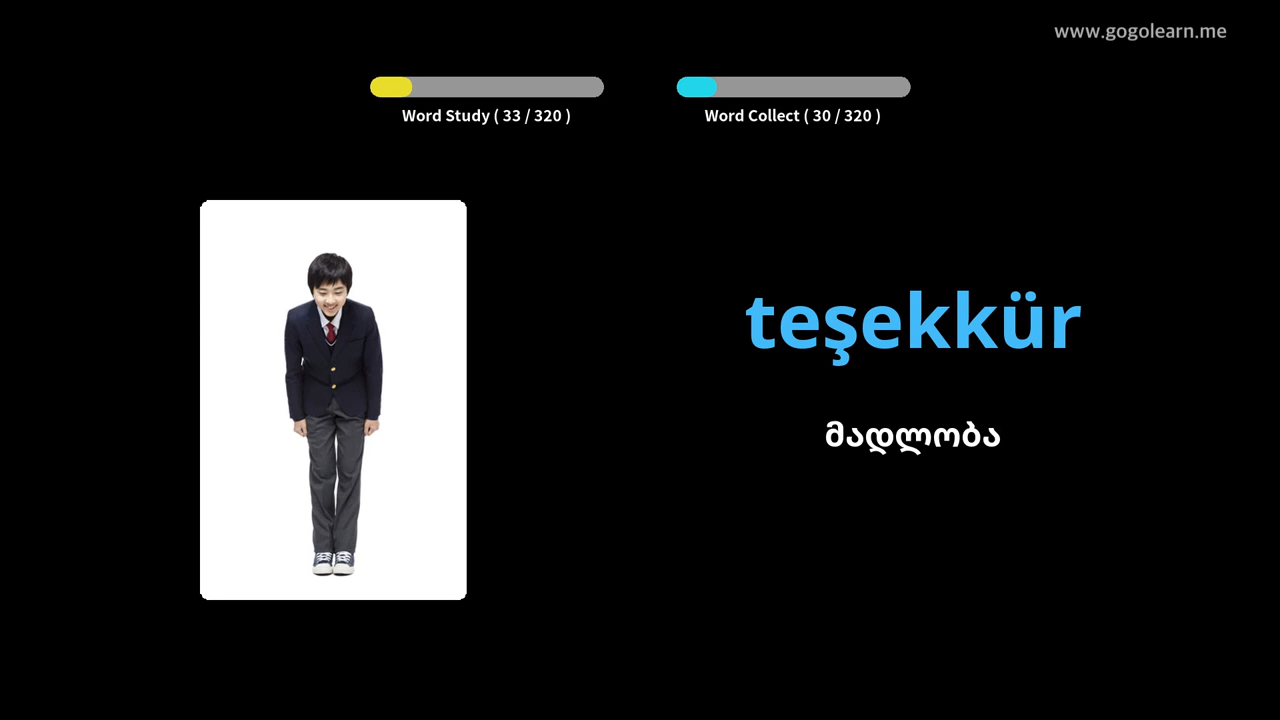 www.gogolearn.me
Word Study ( 33 / 320 )
Word Collect ( 30 / 320 )
teşekkür
მადლობა